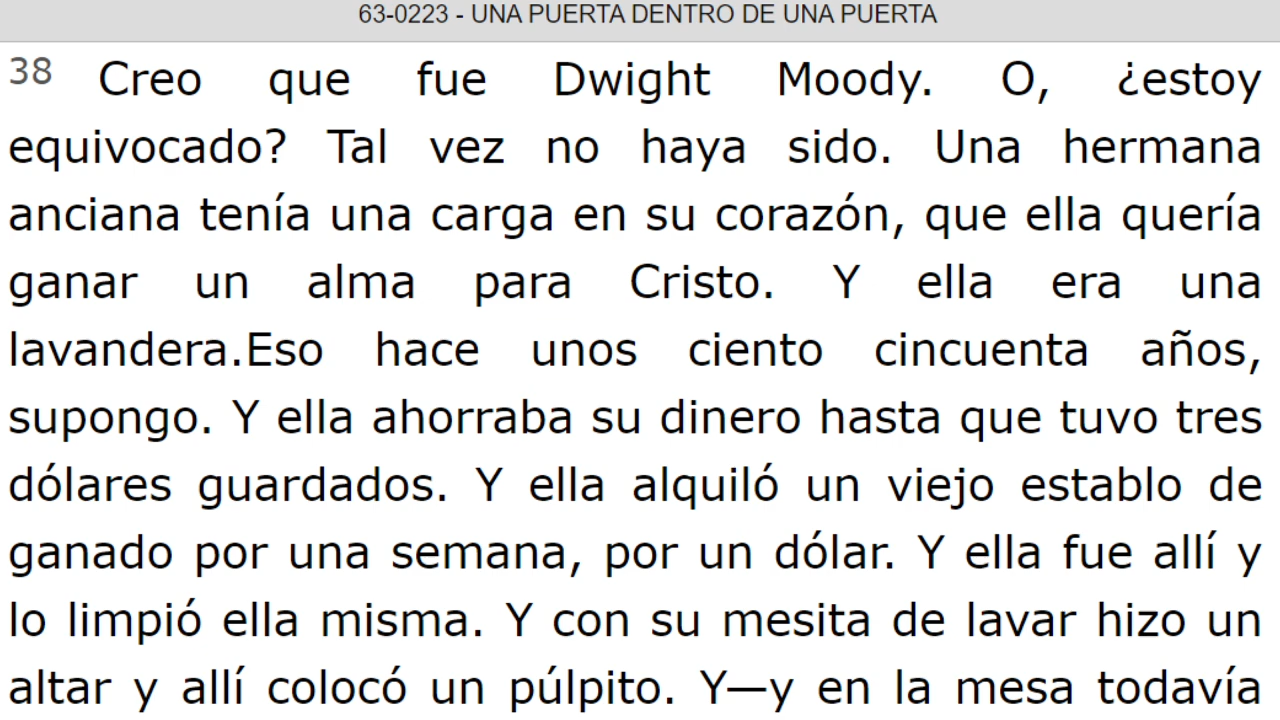 63-0223 - UNA PUERTA DENTRO DE UNA PUERTA
38 Creo que fue Dwight Moody. O, ¿estoy
equivocado? Tal vez no haya sido. Una hermana
anciana tenía una carga en su corazón, que ella quería
ganar un alma para Cristo. Y ella era una
lavandera.Eso hace unos ciento cincuenta años,
supongo. Y ella ahorraba su dinero hasta que tuvo tres
dólares guardados. Y ella alquiló un viejo establo de
ganado por una semana, por un dólar. Y ella fue allí y
lo limpió ella misma. Y con su mesita de lavar hizo un
altar y allí colocó un púlpito. Y—y en la mesa todavía